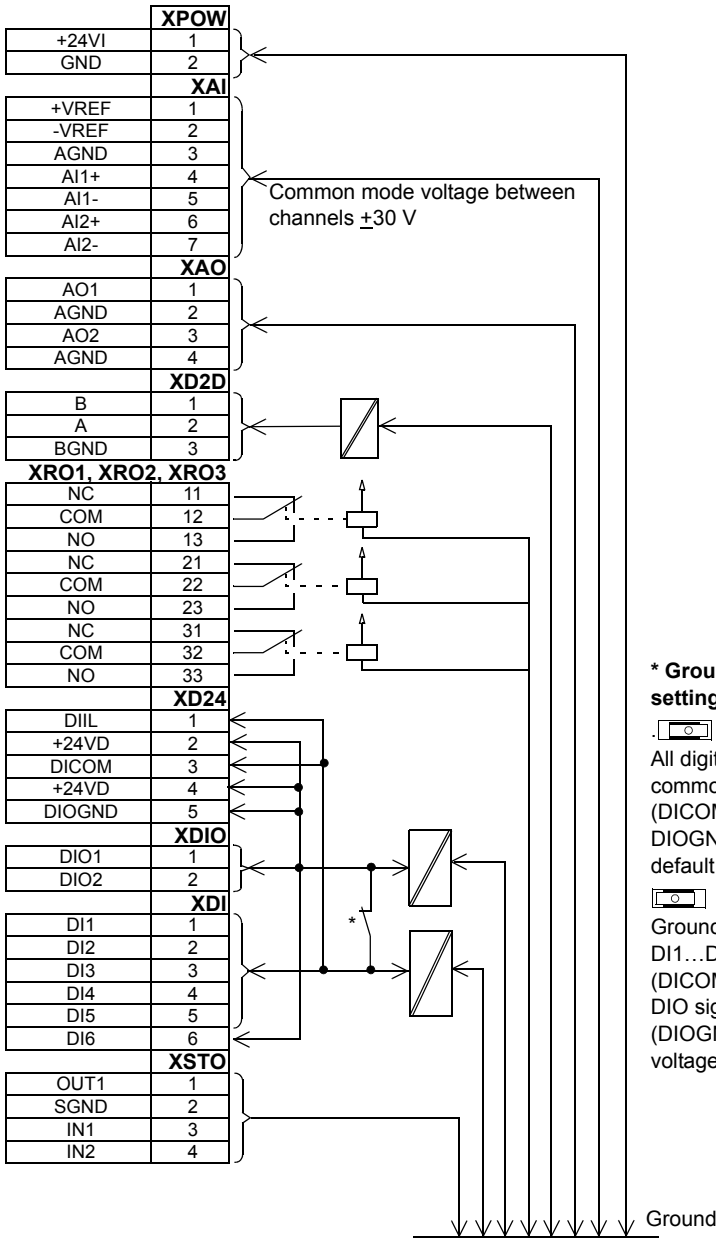 XPOW
+24VI 1
GND 2
XAI
+VREF 1
-VREF 2
AGND 3
AI1+ 4
AI1- 5
AI2+ 6
AI2- 7
Common mode voltage between
channels ±30 V
XAO
AO1 1
AGND 2
AO2 3
AGND 4
XD2D
B 1
A 2
BGND 3
XRO1, XRO2, XRO3
NC 11
COM 12
NO 13
NC 21
COM 22
NO 23
NC 31
COM 32
NO 33
XD24
DIIL 1
+24VD 2
DICOM 3
+24VD 4
DIOGND 5
XDIO
DIO1 1
DIO2 2
XDI
DI1 1
DI2 2
DI3 3
DI4 4
DI5 5
DI6 6
*
XSTO
OUT1 1
SGND 2
IN1 3
IN2 4
* Grou
setting
.
All digit
commo
(DICOM
DIOGN
default
Ground
DI1…D
(DICOM
DIO sig
(DIOGN
voltage
Ground